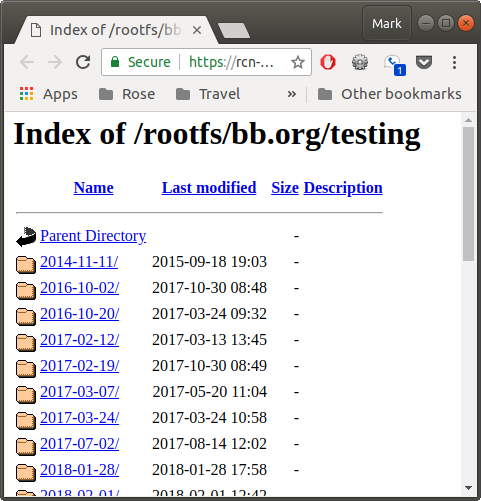 Mark
Index of /rootfs/bb
Secure https://rcn-...
1
Apps Rose Travel » Other bookmarks
Index of /rootfs/bb.org/testing
Name Last modified Size Description
Parent Directory -
2014-11-11/ 2015-09-18 19:03 -
2016-10-02/ 2017-10-30 08:48 -
2016-10-20/ 2017-03-24 09:32 -
2017-02-12/ 2017-03-13 13:45 -
2017-02-19/ 2017-10-30 08:49 -
2017-03-07/ 2017-05-20 11:04 -
2017-03-24/ 2017-03-24 10:58 -
2017-07-02/ 2017-08-14 12:02 -
2018-01-28/ 2018-01-28 17:58 -
2018-02-01/ 2018-02-01 12:42 -